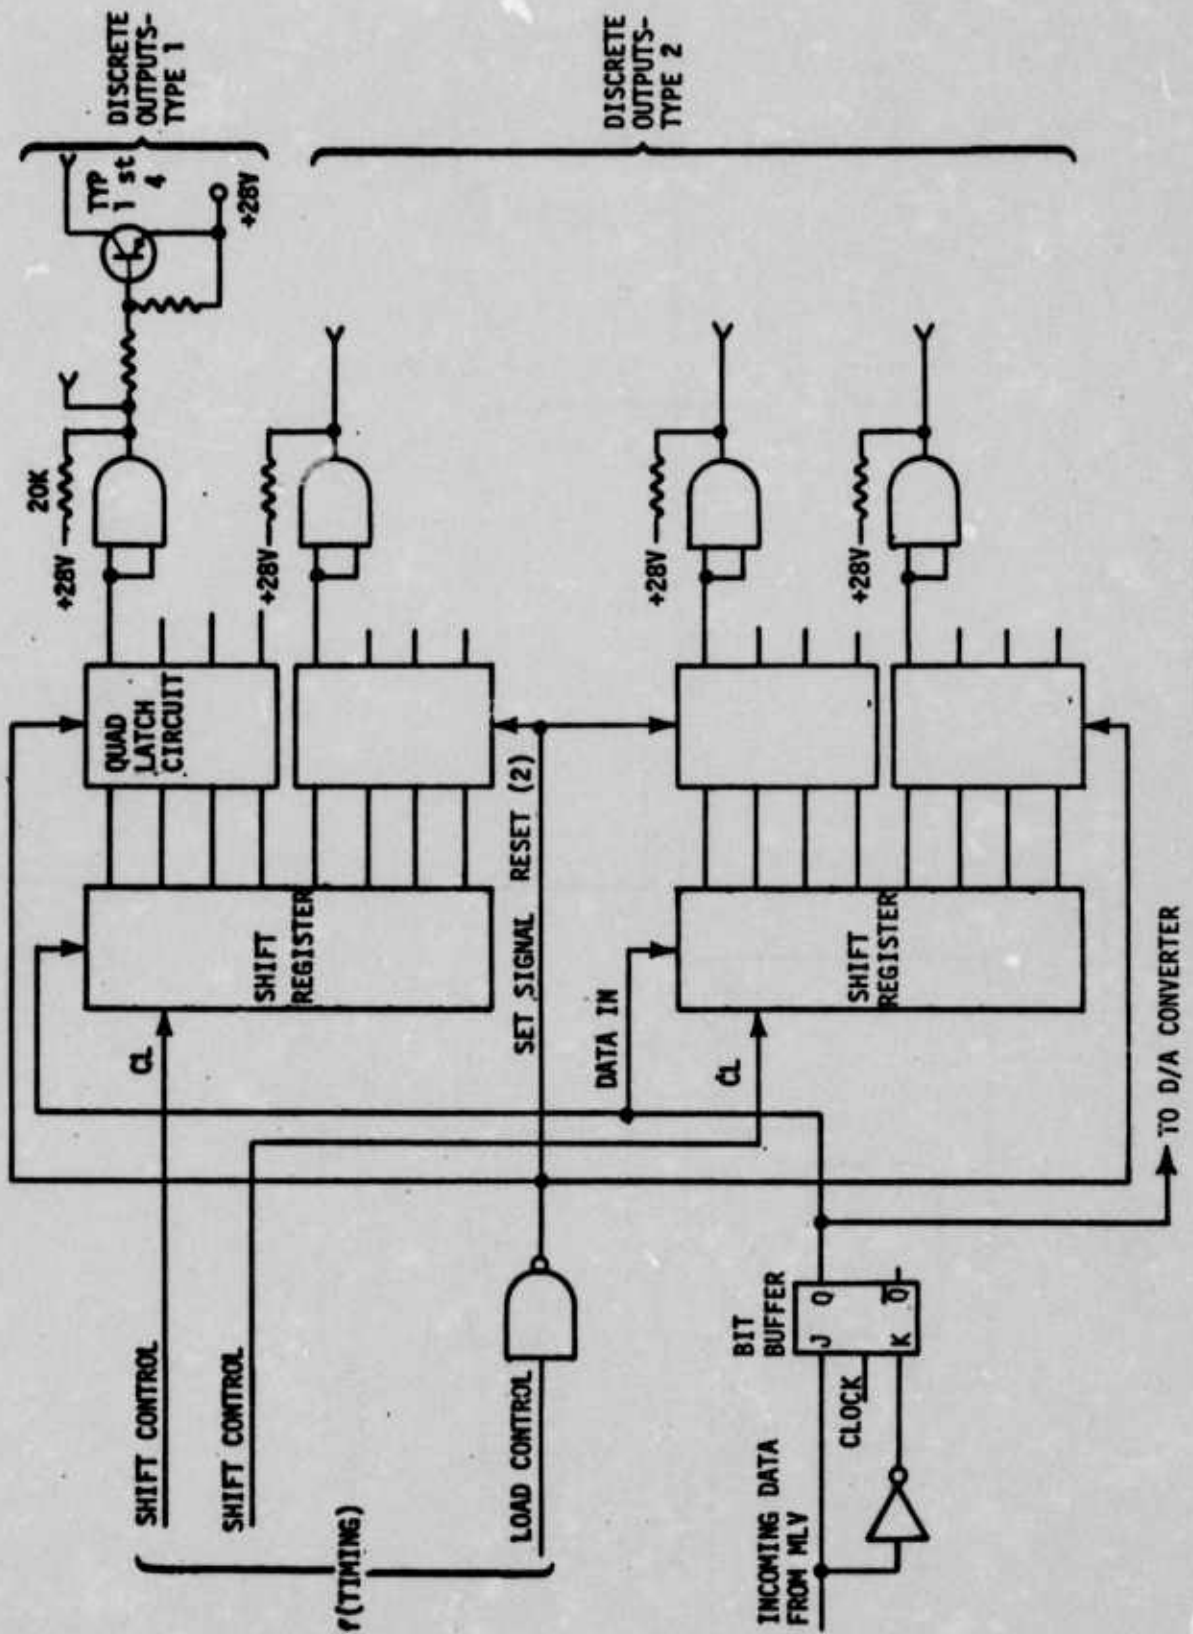 SHIFT CONTROL
SHIFT CONTROL
f(TIMING)
LOAD CONTROL
INCOMING DATA
FROM MLV
CLOCK
BIT
BUFFER
J
Q
K
Q̅
TO D/A CONVERTER
CL
CL
DATA IN
SET SIGNAL RESET (2)
SHIFT
REGISTER
SHIFT
REGISTER
QUAD
LATCH
CIRCUIT
+28V
20K
+28V
+28V
+28V
TYP
1 st
4
+28V
DISCRETE
OUTPUTS-
TYPE 1
DISCRETE
OUTPUTS-
TYPE 2